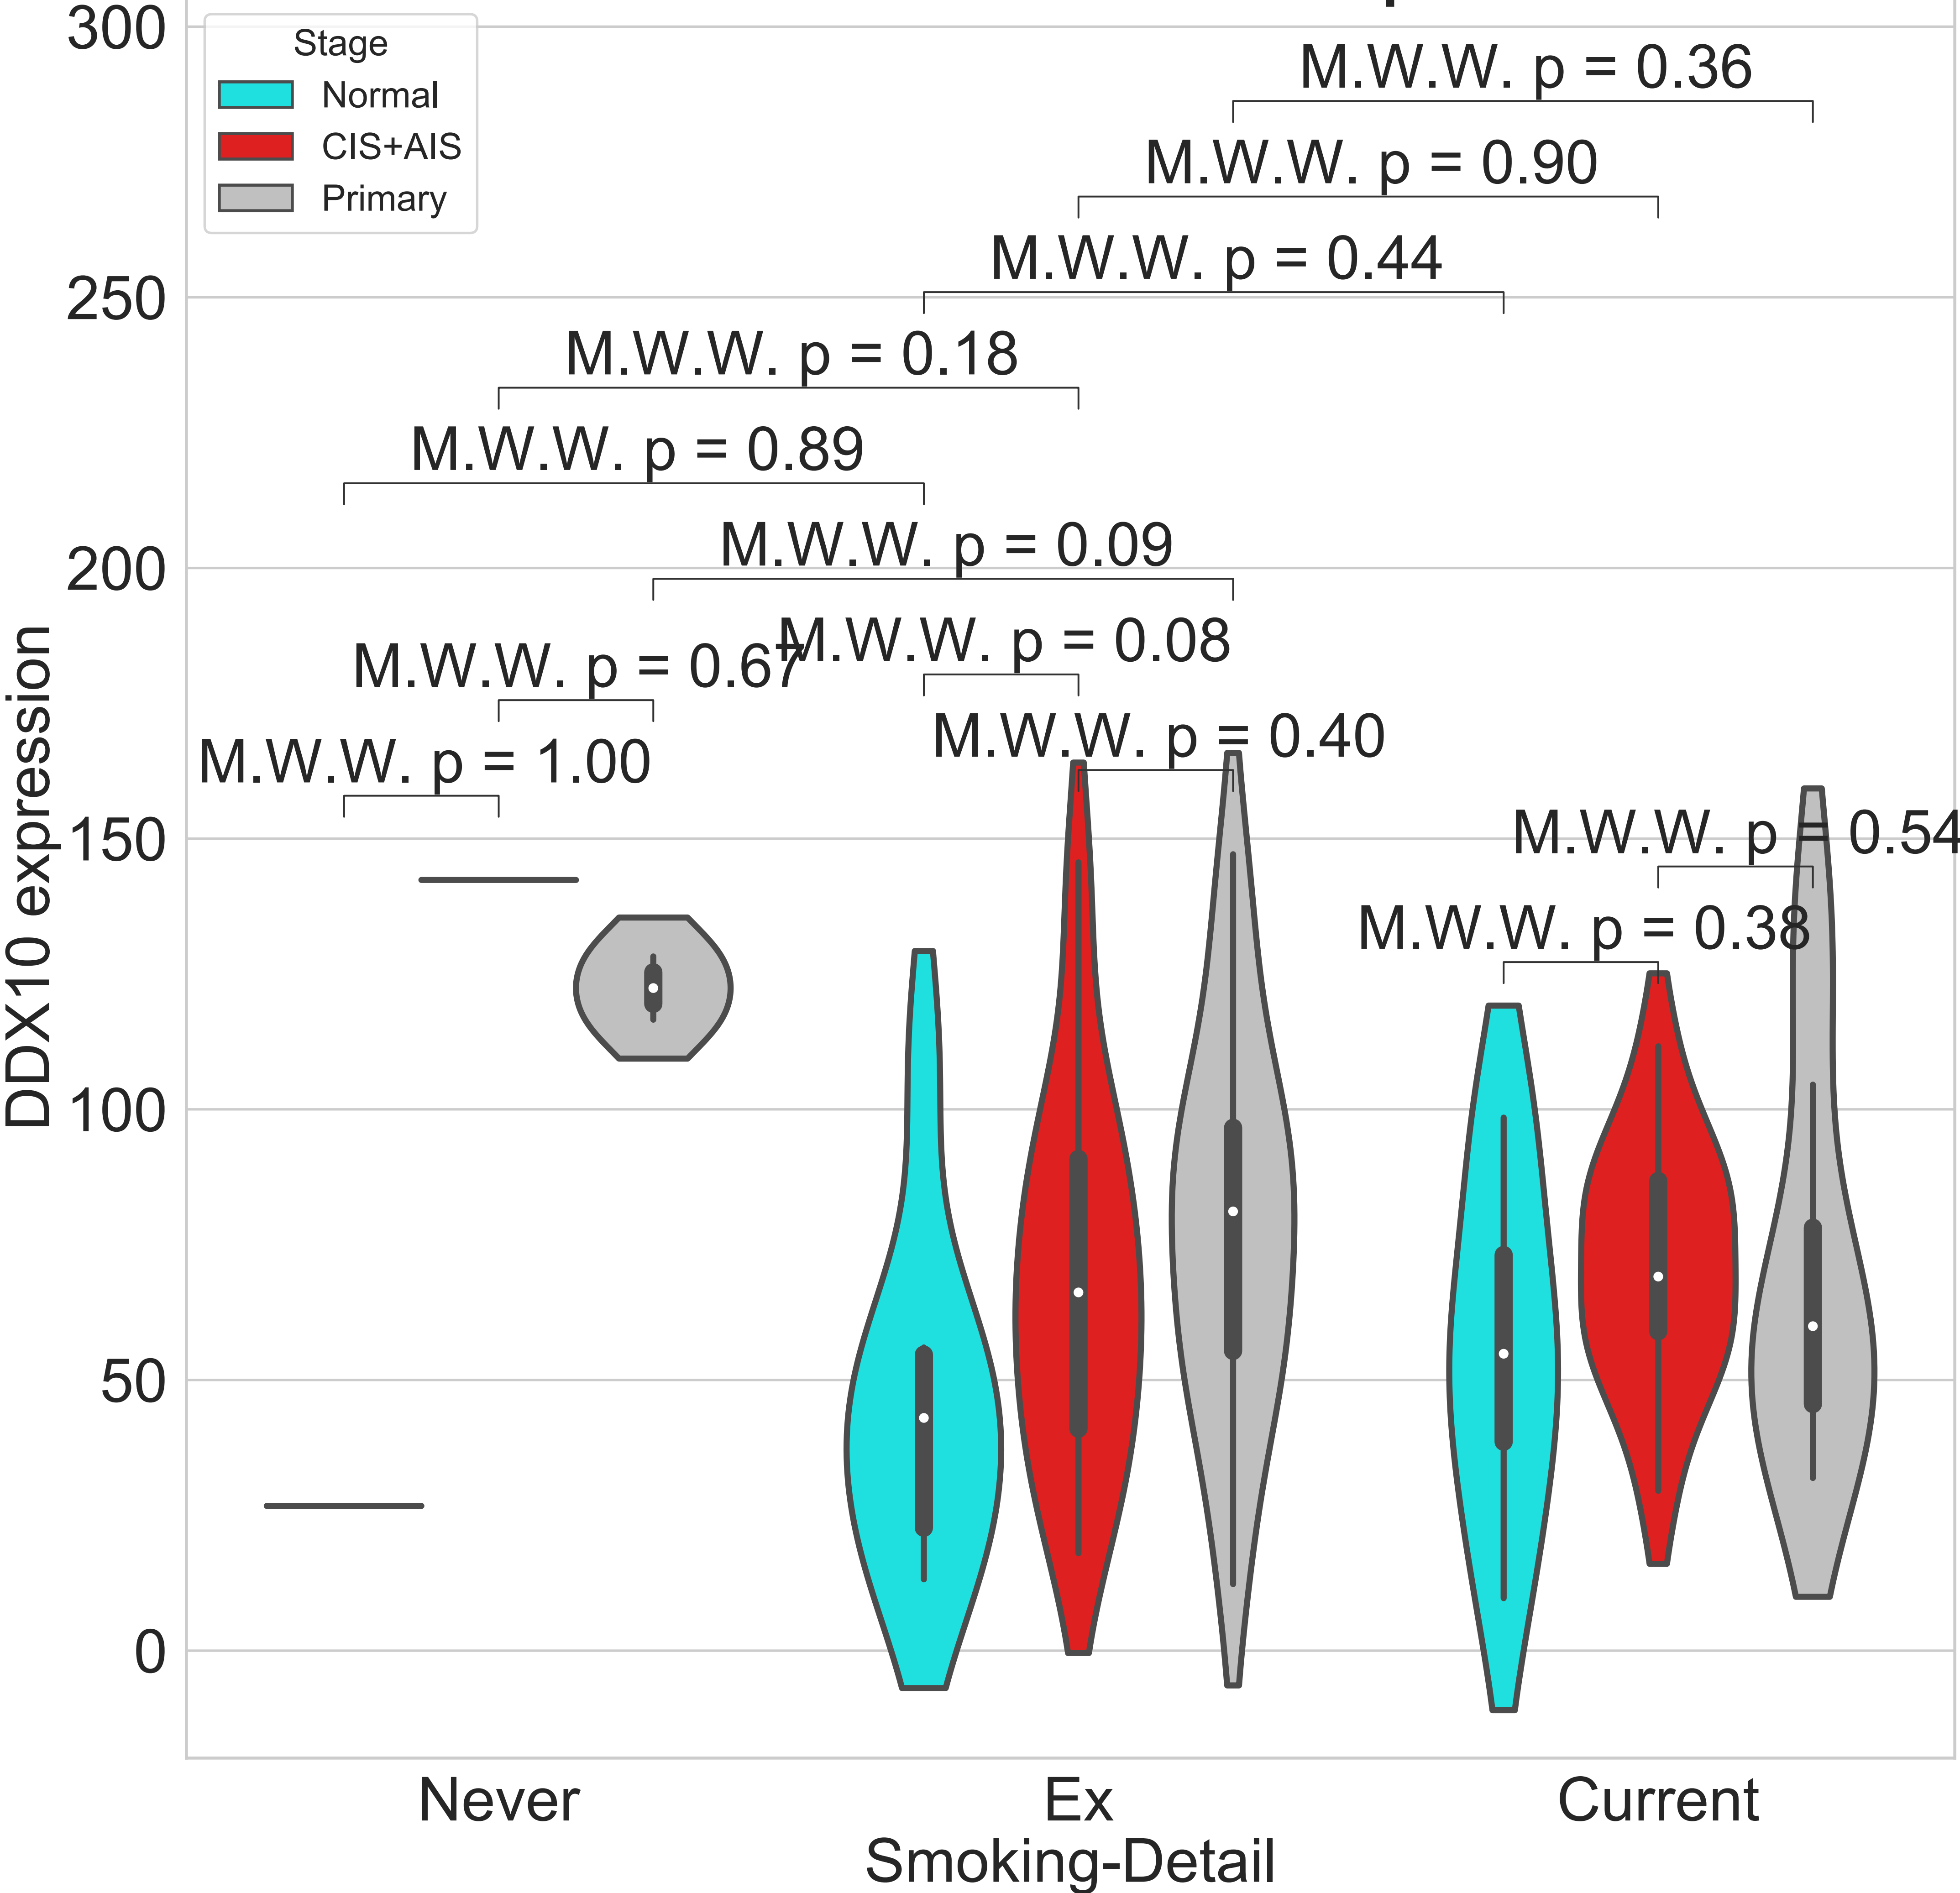 300
Stage
Normal
CIS+AIS
Primary
M.W.W. p = 0.36
M.W.W. p = 0.90
M.W.W. p = 0.44
250
M.W.W. p = 0.18
M.W.W. p = 0.89
M.W.W. p = 0.09
200
M.W.W. p = 0.08
M.W.W. p = 0.67
M.W.W. p = 0.40
M.W.W. p = 1.00
150
M.W.W. p = 0.54
M.W.W. p = 0.38
100
50
0
DDX10 expression
Never
Ex
Current
Smoking-Detail